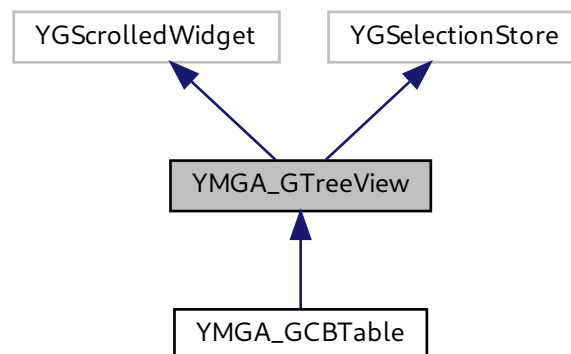 YGScrolledWidget
YGSelectionStore
YMGA_GTreeView
YMGA_GCBTable